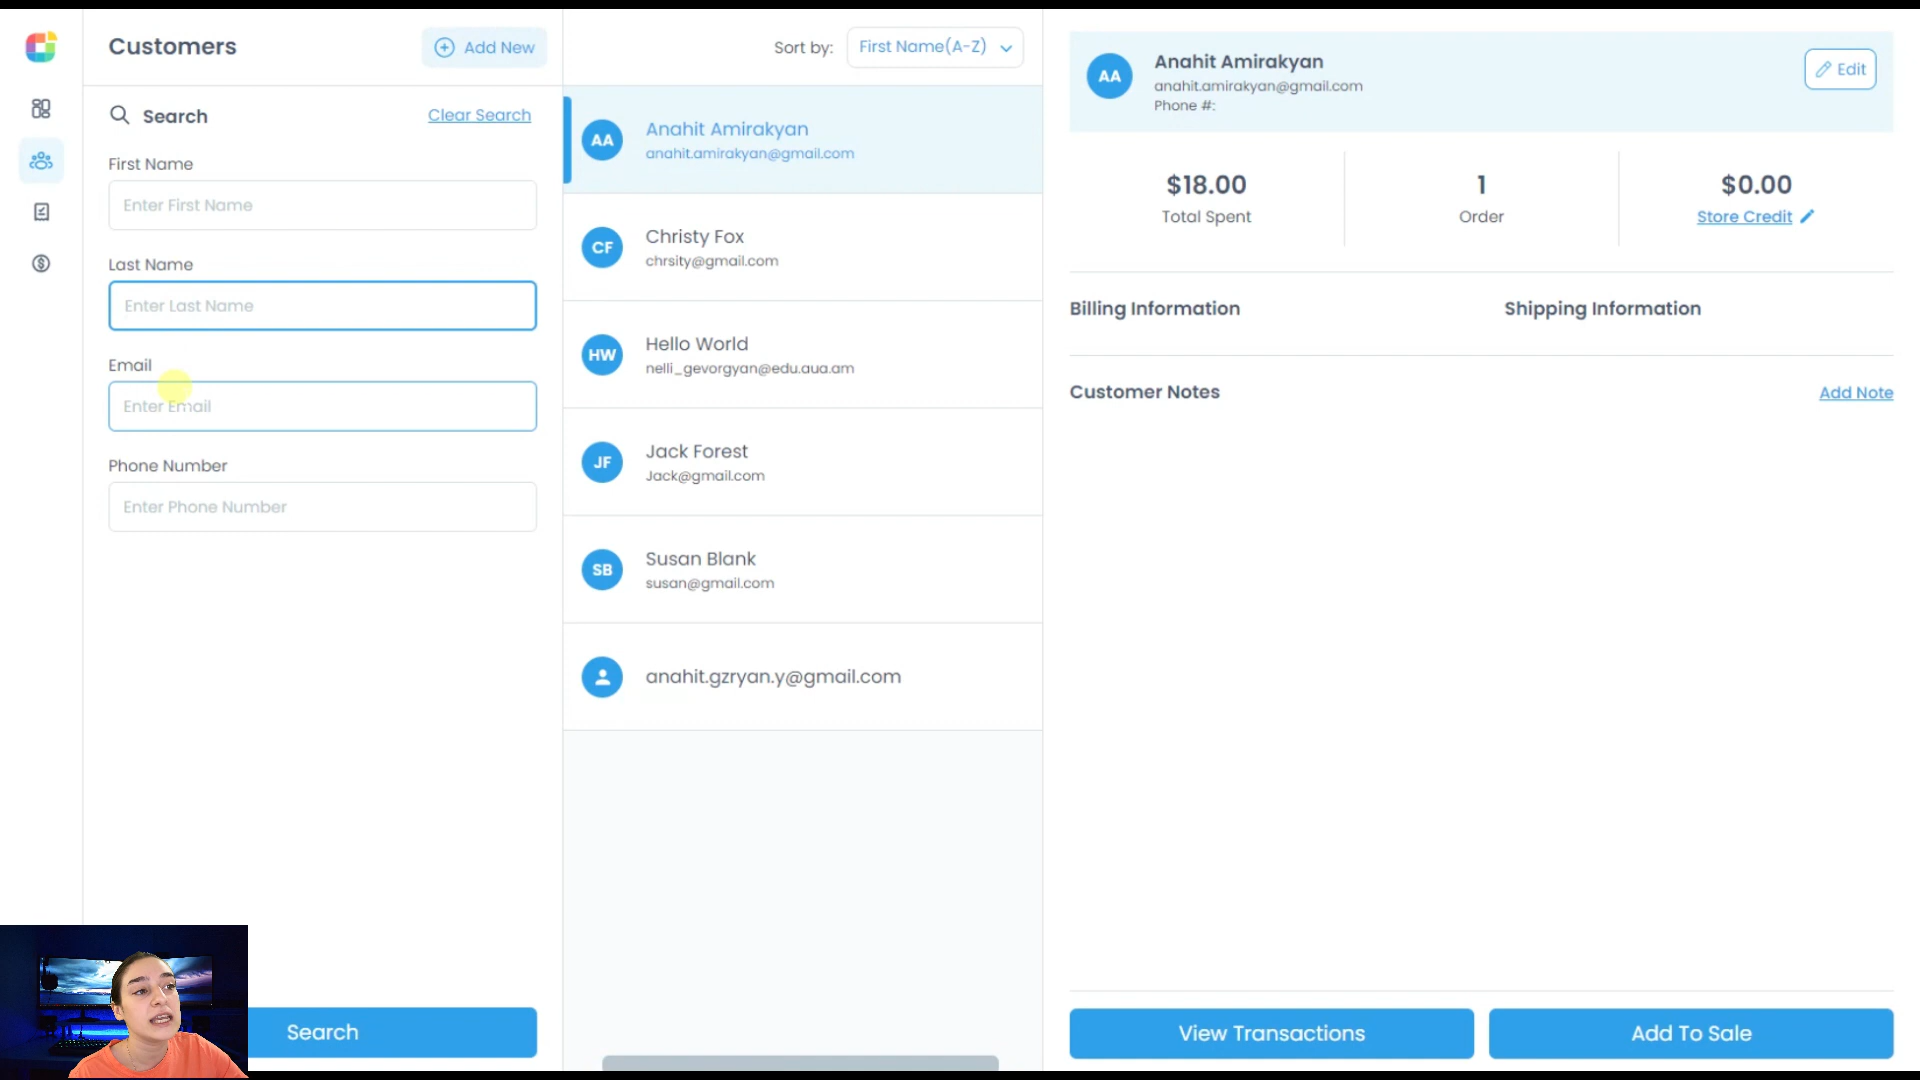 Customers
Add New
Search
Clear Search
First Name
Enter First Name
Last Name
Enter Last Name
Email
Enter Email
Phone Number
Enter Phone Number
Search
Sort by:
First Name(A-Z)
AA
Anahit Amirakyan
anahit.amirakyan@gmail.com
CF
Christy Fox
chrsity@gmail.com
HW
Hello World
nelli_gevorgyan@edu.aua.am
JF
Jack Forest
Jack@gmail.com
SB
Susan Blank
susan@gmail.com
anahit.gzryan.y@gmail.com
AA
Anahit Amirakyan
anahit.amirakyan@gmail.com
Phone #:
Edit
$18.00
Total Spent
1
Order
$0.00
Store Credit
Billing Information
Shipping Information
Customer Notes
Add Note
View Transactions
Add To Sale